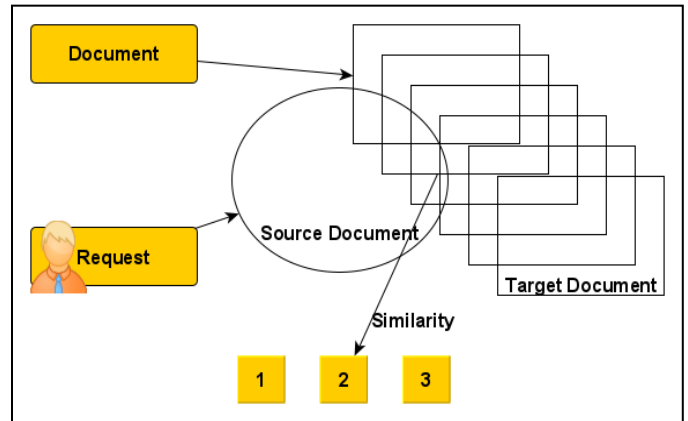 Document
Source Document
Request
Target Document
Similarity
1
2
3